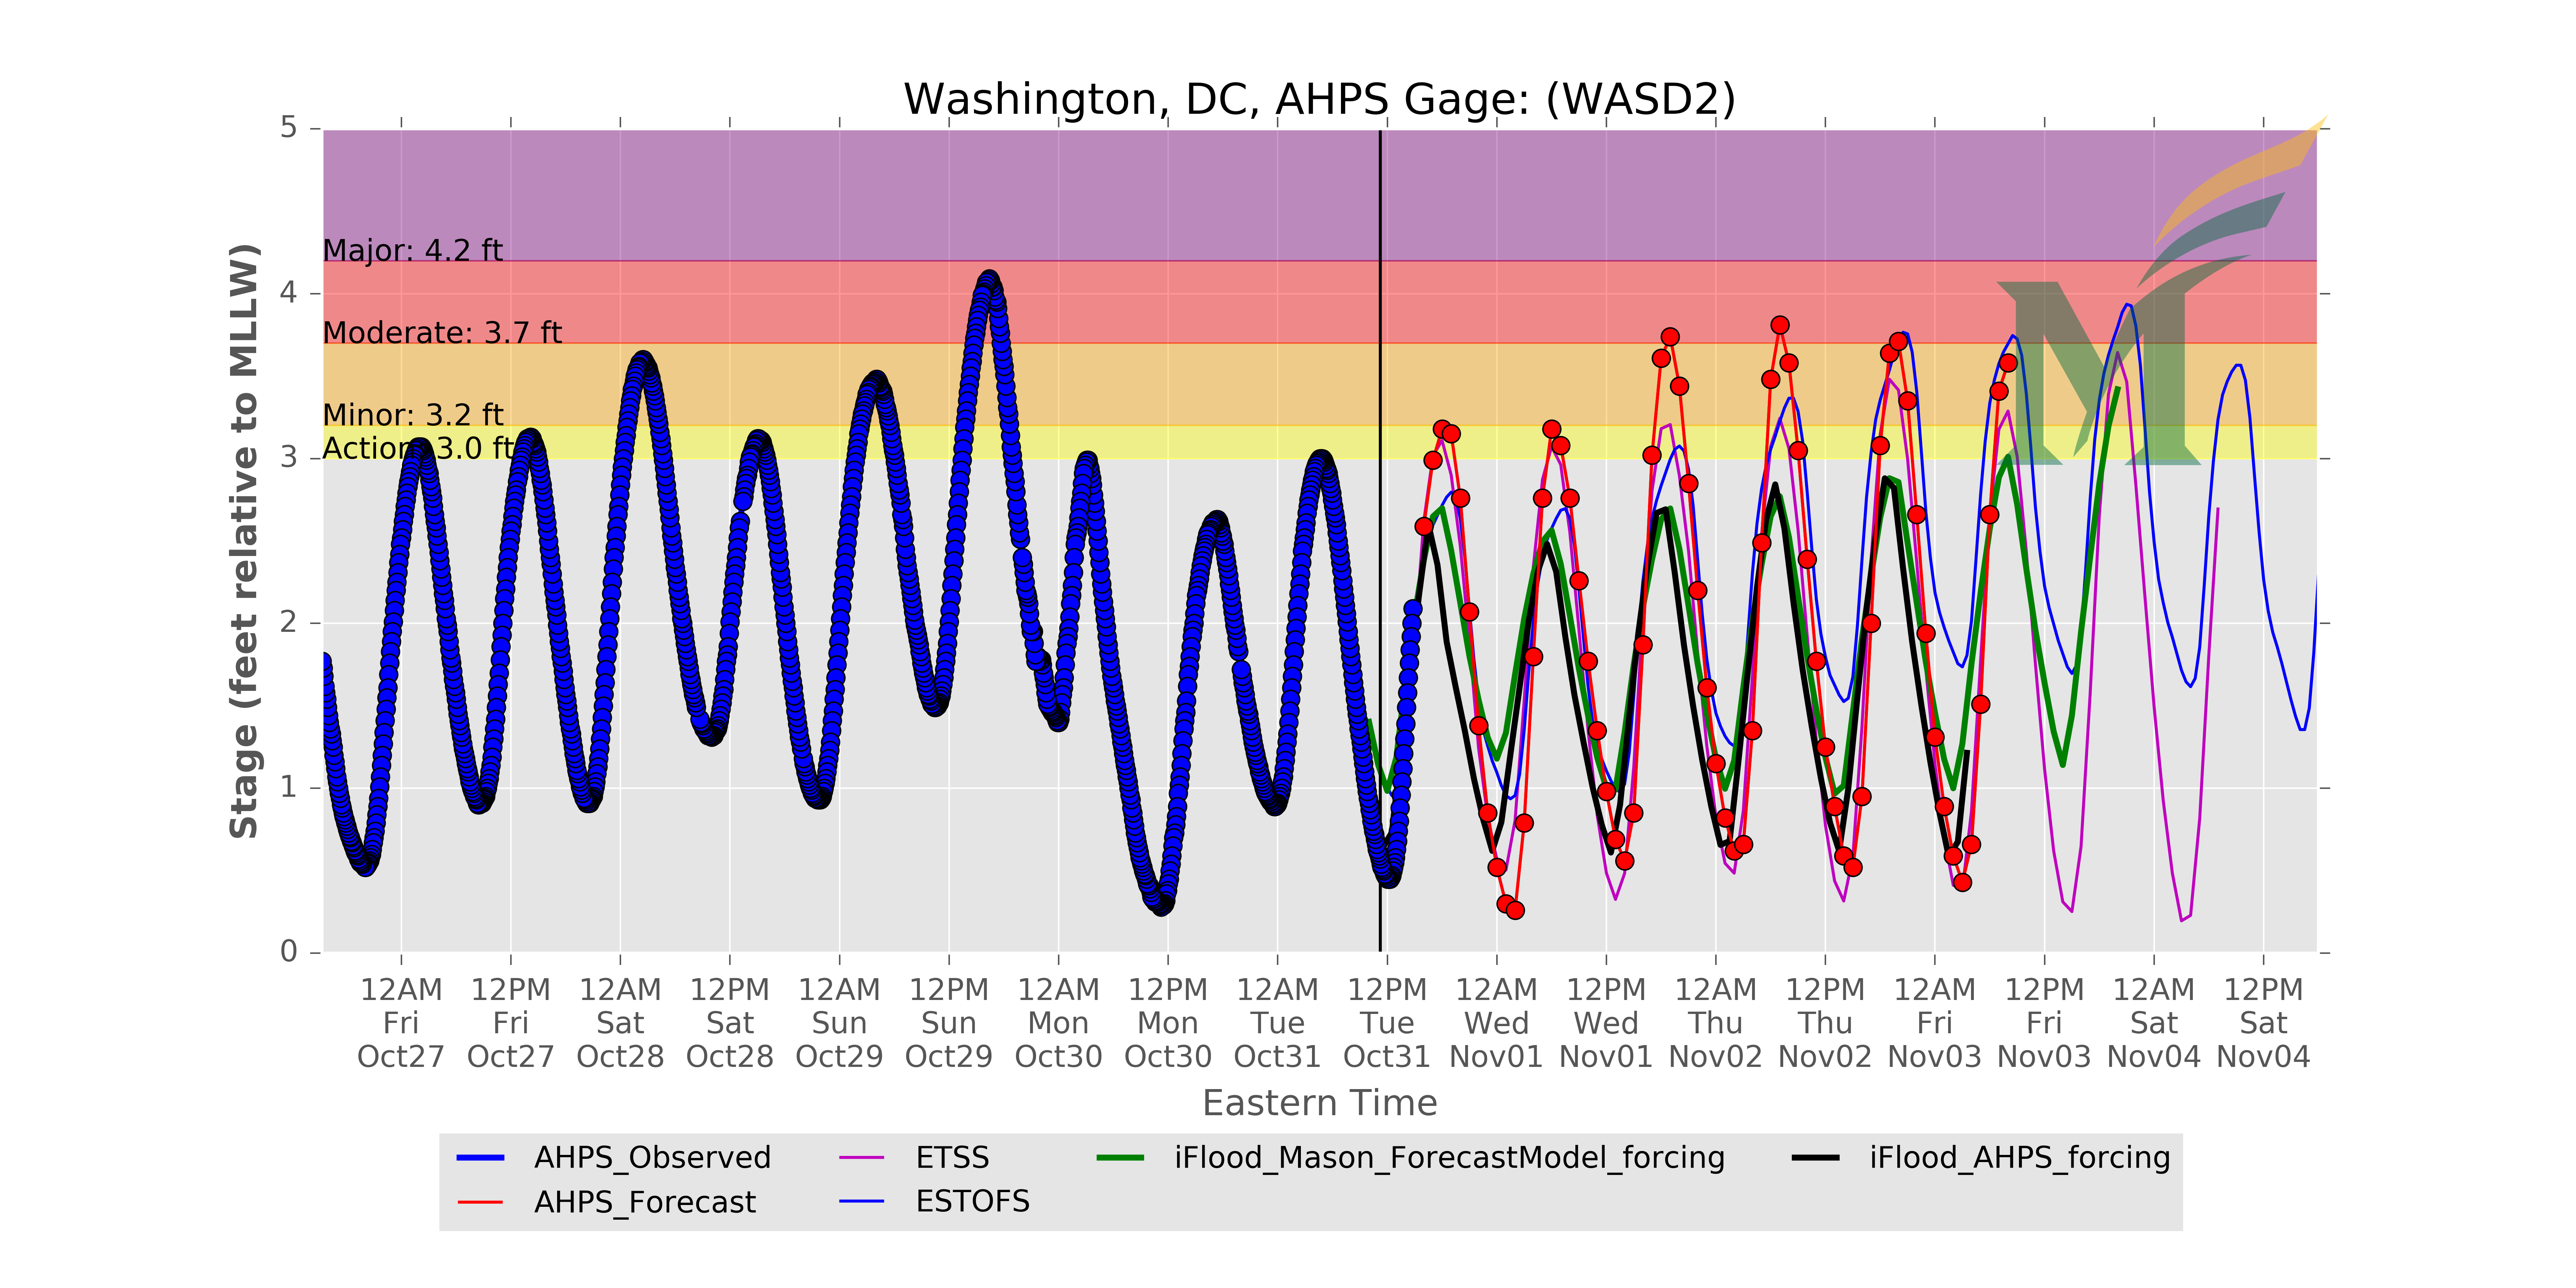 Washington, DC, AHPS Gage: (WASD2)
Stage (feet relative to MLLW)
5
4
3
2
1
0
Major: 4.2 ft
Moderate: 3.7 ft
Minor: 3.2 ft
Action: 3.0 ft
12AM 12PM 12AM 12PM 12AM 12PM 12AM 12PM 12AM 12PM 12AM 12PM 12AM 12PM 12AM 12PM 12AM 12PM
Fri Fri Sat Sat Sun Sun Mon Mon Tue Tue Wed Wed Thu Thu Fri Fri Sat Sat
Oct27 Oct27 Oct28 Oct28 Oct29 Oct29 Oct30 Oct30 Oct31 Oct31 Nov01 Nov01 Nov02 Nov02 Nov03 Nov03 Nov04 Nov04
Eastern Time
AHPS_Observed ETSS iFlood_Mason_ForecastModel_forcing iFlood_AHPS_forcing
AHPS_Forecast ESTOFS
M